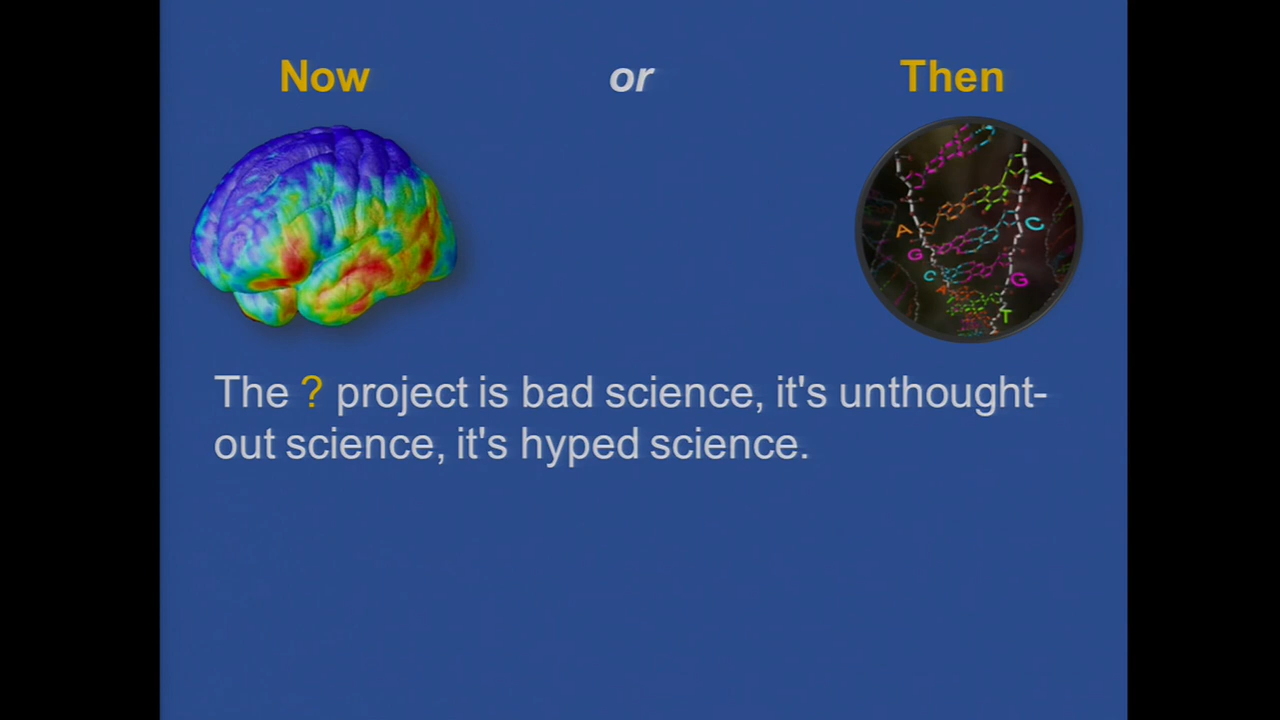 Now or Then
T
A
C
G
C
G
A
T
The ? project is bad science, it's unthought-
out science, it's hyped science.